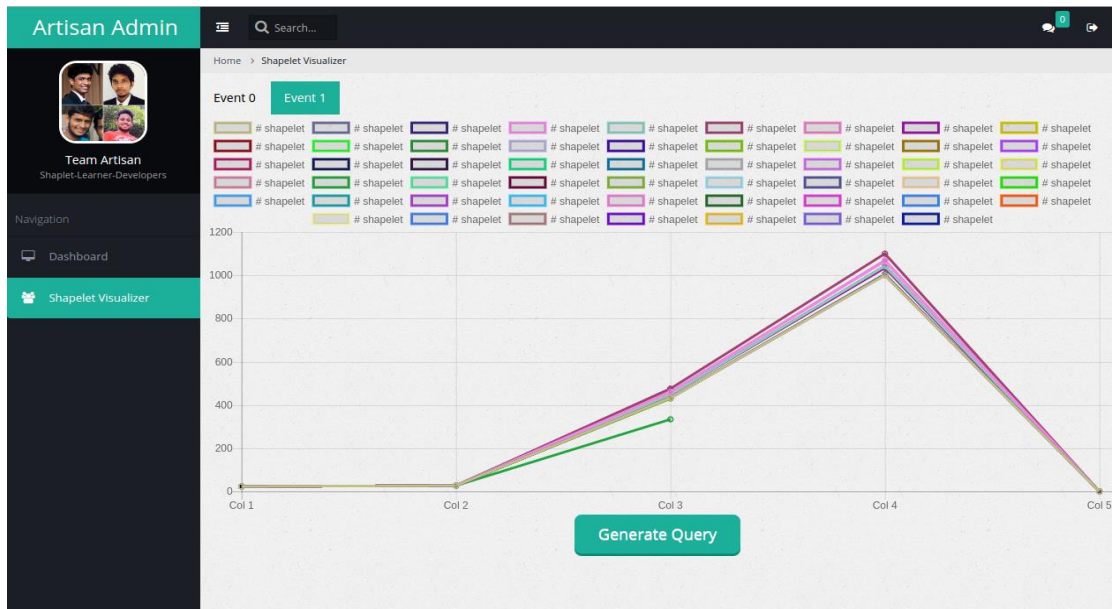 Artisan Admin
Search...
0
Home > Shapelet Visualizer
Team Artisan
Shaplet-Learner-Developers
Navigation
Dashboard
Shapelet Visualizer
Event 0 Event 1
# shapelet # shapelet # shapelet # shapelet # shapelet # shapelet # shapelet # shapelet # shapelet
# shapelet # shapelet # shapelet # shapelet # shapelet # shapelet # shapelet # shapelet # shapelet
# shapelet # shapelet # shapelet # shapelet # shapelet # shapelet # shapelet # shapelet # shapelet
# shapelet # shapelet # shapelet # shapelet # shapelet # shapelet # shapelet # shapelet # shapelet
# shapelet # shapelet # shapelet # shapelet # shapelet # shapelet # shapelet # shapelet # shapelet
# shapelet # shapelet # shapelet # shapelet # shapelet # shapelet # shapelet
1200
1000
800
600
400
200
0
Col 1 Col 2 Col 3 Col 4 Col 5
Generate Query